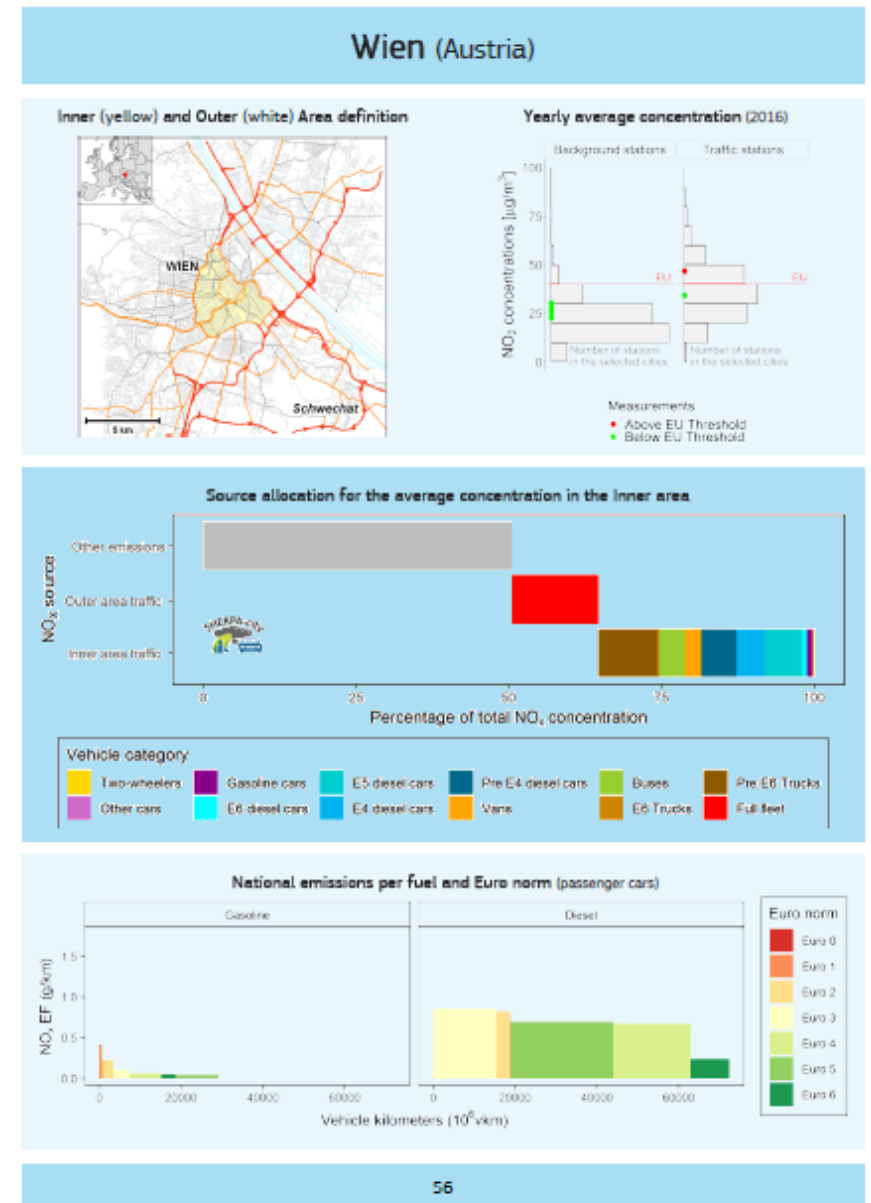 Wien (Austria)
Inner (yellow) and Outer (white) Area definition
WIEN
Schwechat
5 km
Yearly average concentration (2016)
Background stations
Traffic stations
NO₂ concentrations [µg/m³]
100
75
50
25
0
EU
EU
Number of stations
in the selected cities
Number of stations
in the selected cities
Measurements
Above EU Threshold
Below EU Threshold
Source allocation for the average concentration in the Inner area
NOₓ source
Other emissions
Outer area traffic
Inner area traffic
SHERPA-CITY
0
25
50
75
100
Percentage of total NOₓ concentration
Vehicle category
Two-wheelers
Gasoline cars
E5 diesel cars
Pre E4 diesel cars
Buses
Pre E6 Trucks
Other cars
E6 diesel cars
E4 diesel cars
Vans
E6 Trucks
Full fleet
National emissions per fuel and Euro norm (passenger cars)
Gasoline
Diesel
NOₓ EF (g/km)
1.5
1.0
0.5
0.0
0
20000
40000
60000
0
20000
40000
60000
Vehicle kilometers (10⁶vkm)
Euro norm
Euro 0
Euro 1
Euro 2
Euro 3
Euro 4
Euro 5
Euro 6
56